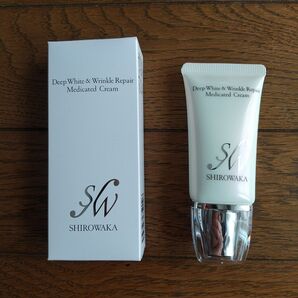 Deep White & Wrinkle Repair
Medicated Cream
SW
SHIROWAKA
Deep White & Wrinkle Repair
Medicated Cream
SW
SHIROWAKA